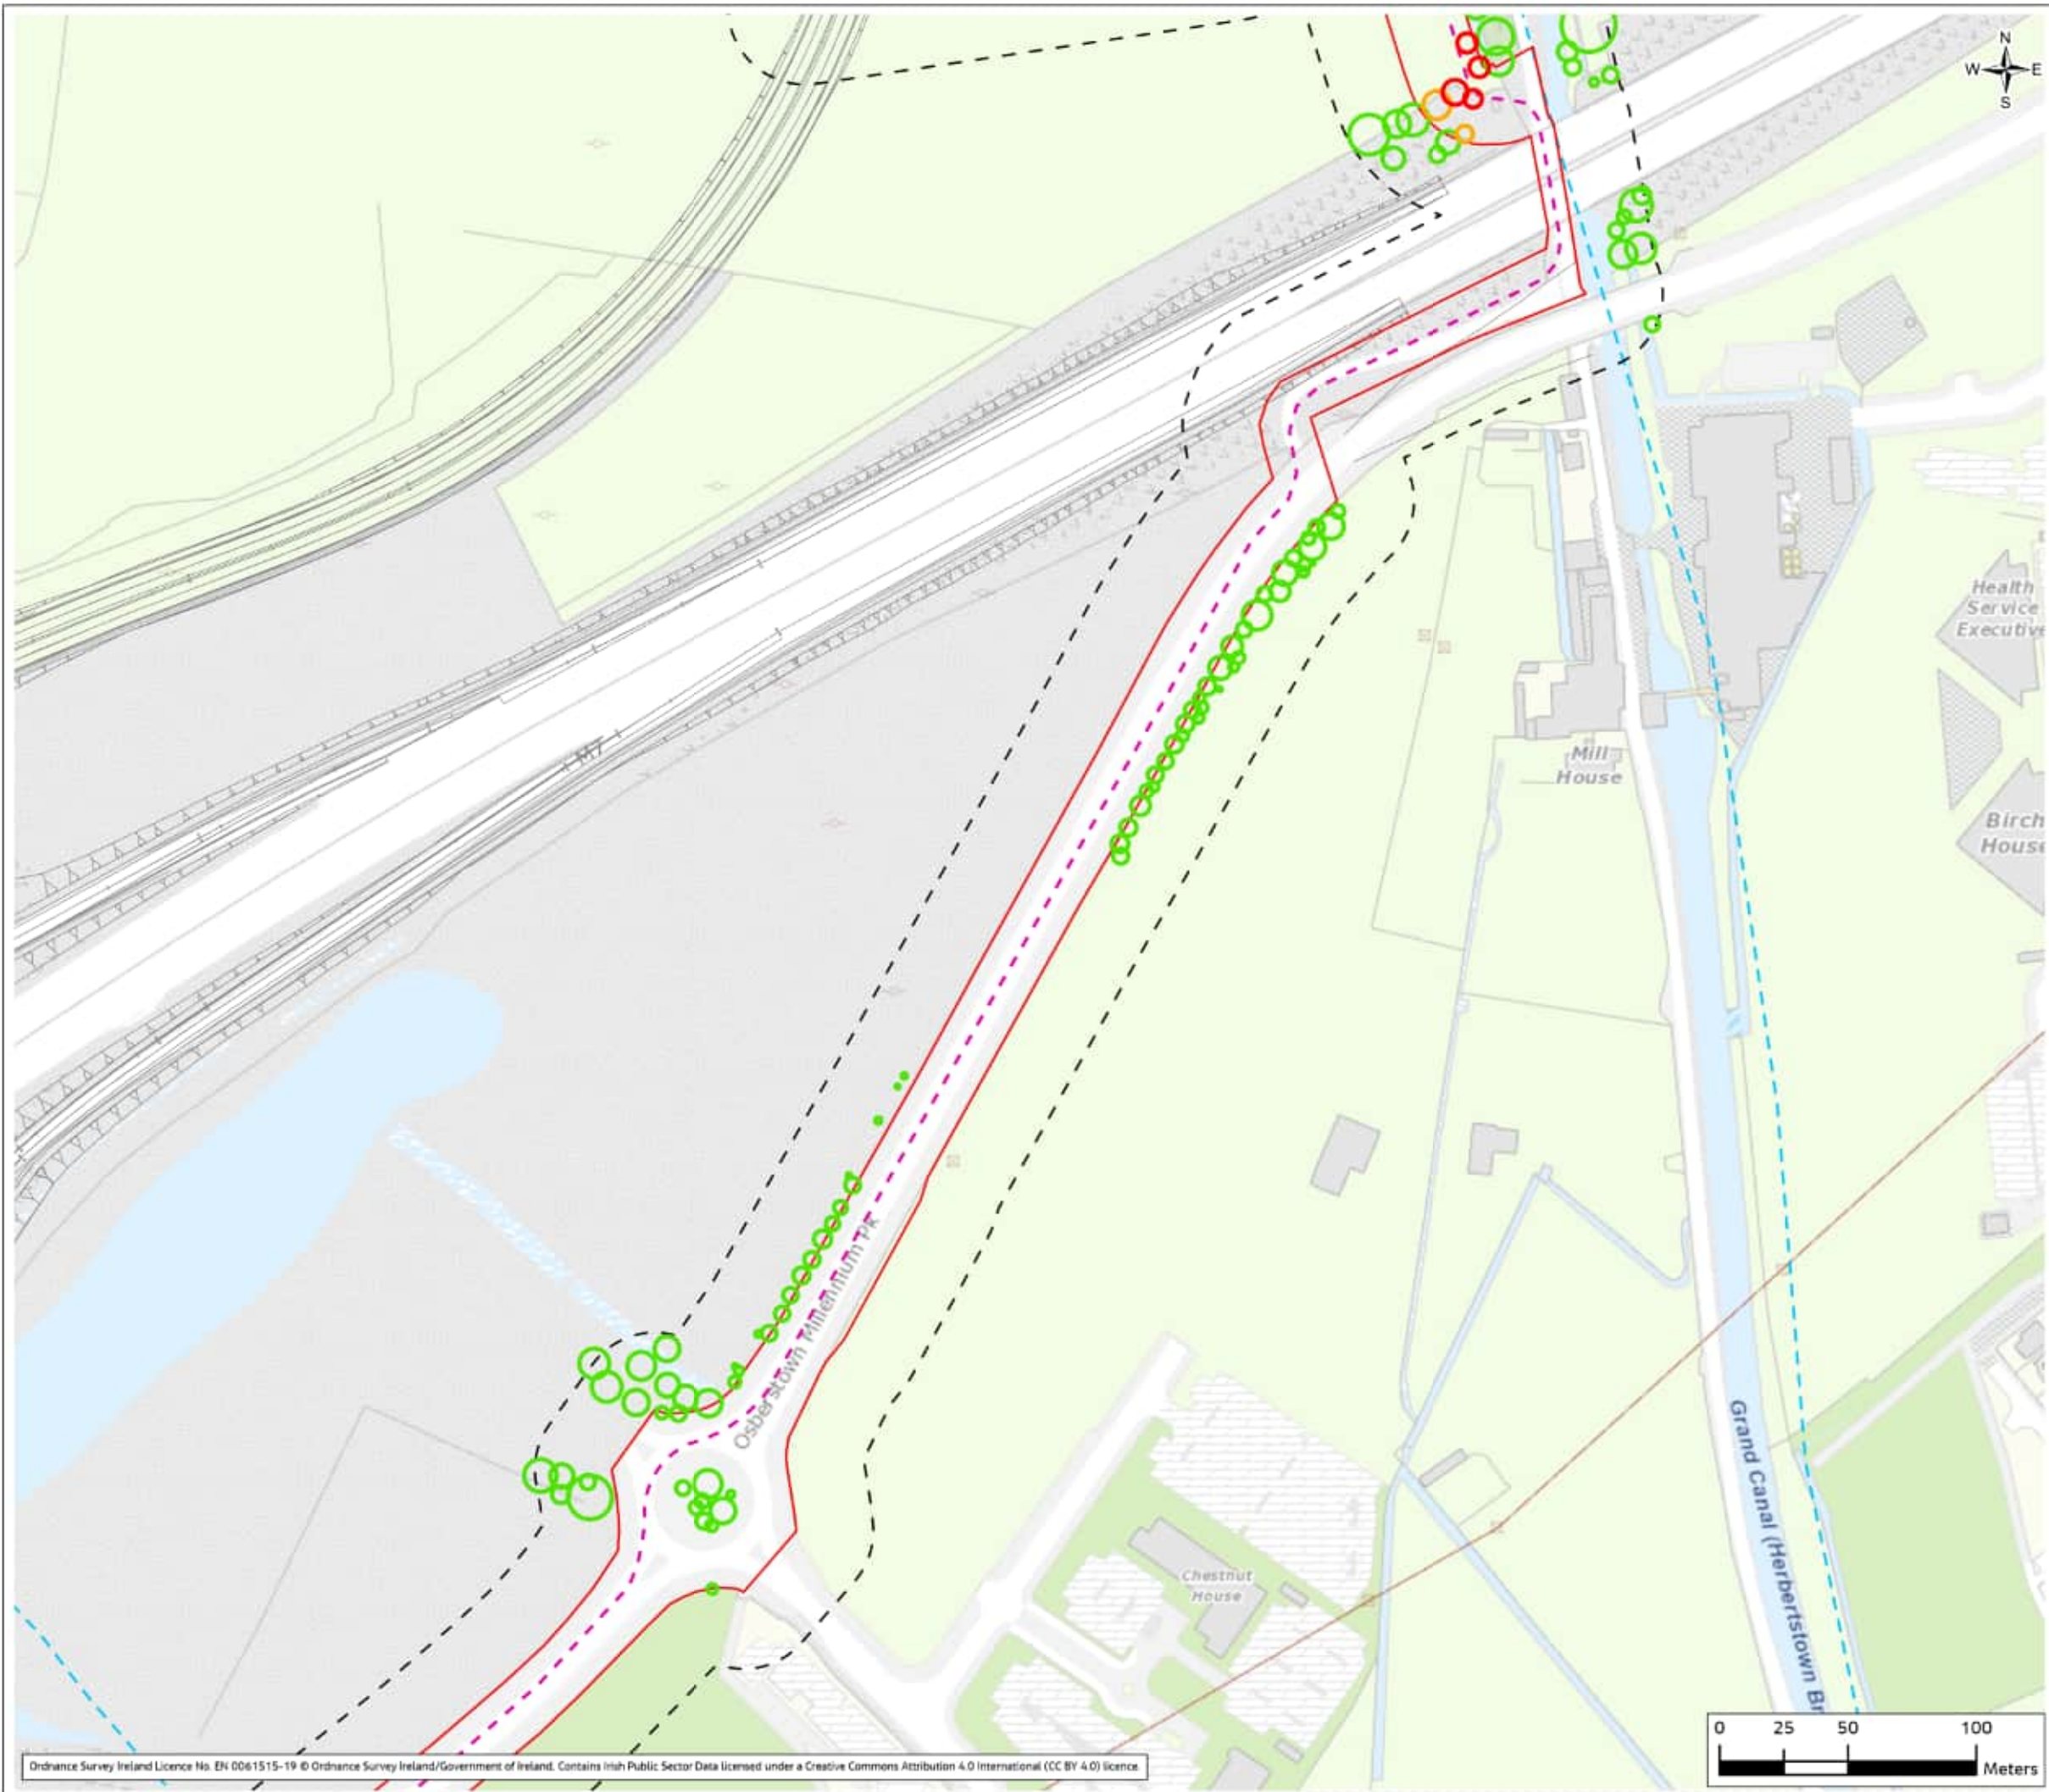 N
W E
S
Health
Service
Executive
M7
Mill
House
Birch
House
Osberstown Millennium Pk
Grand Canal (Herbertstown Br
Chestnut
House
0 25 50 100
Meters
Ordnance Survey Ireland Licence No. EN 0061515-19 © Ordnance Survey Ireland/Government of Ireland. Contains Irish Public Sector Data licensed under a Creative Commons Attribution 4.0 International (CC BY 4.0) licence.